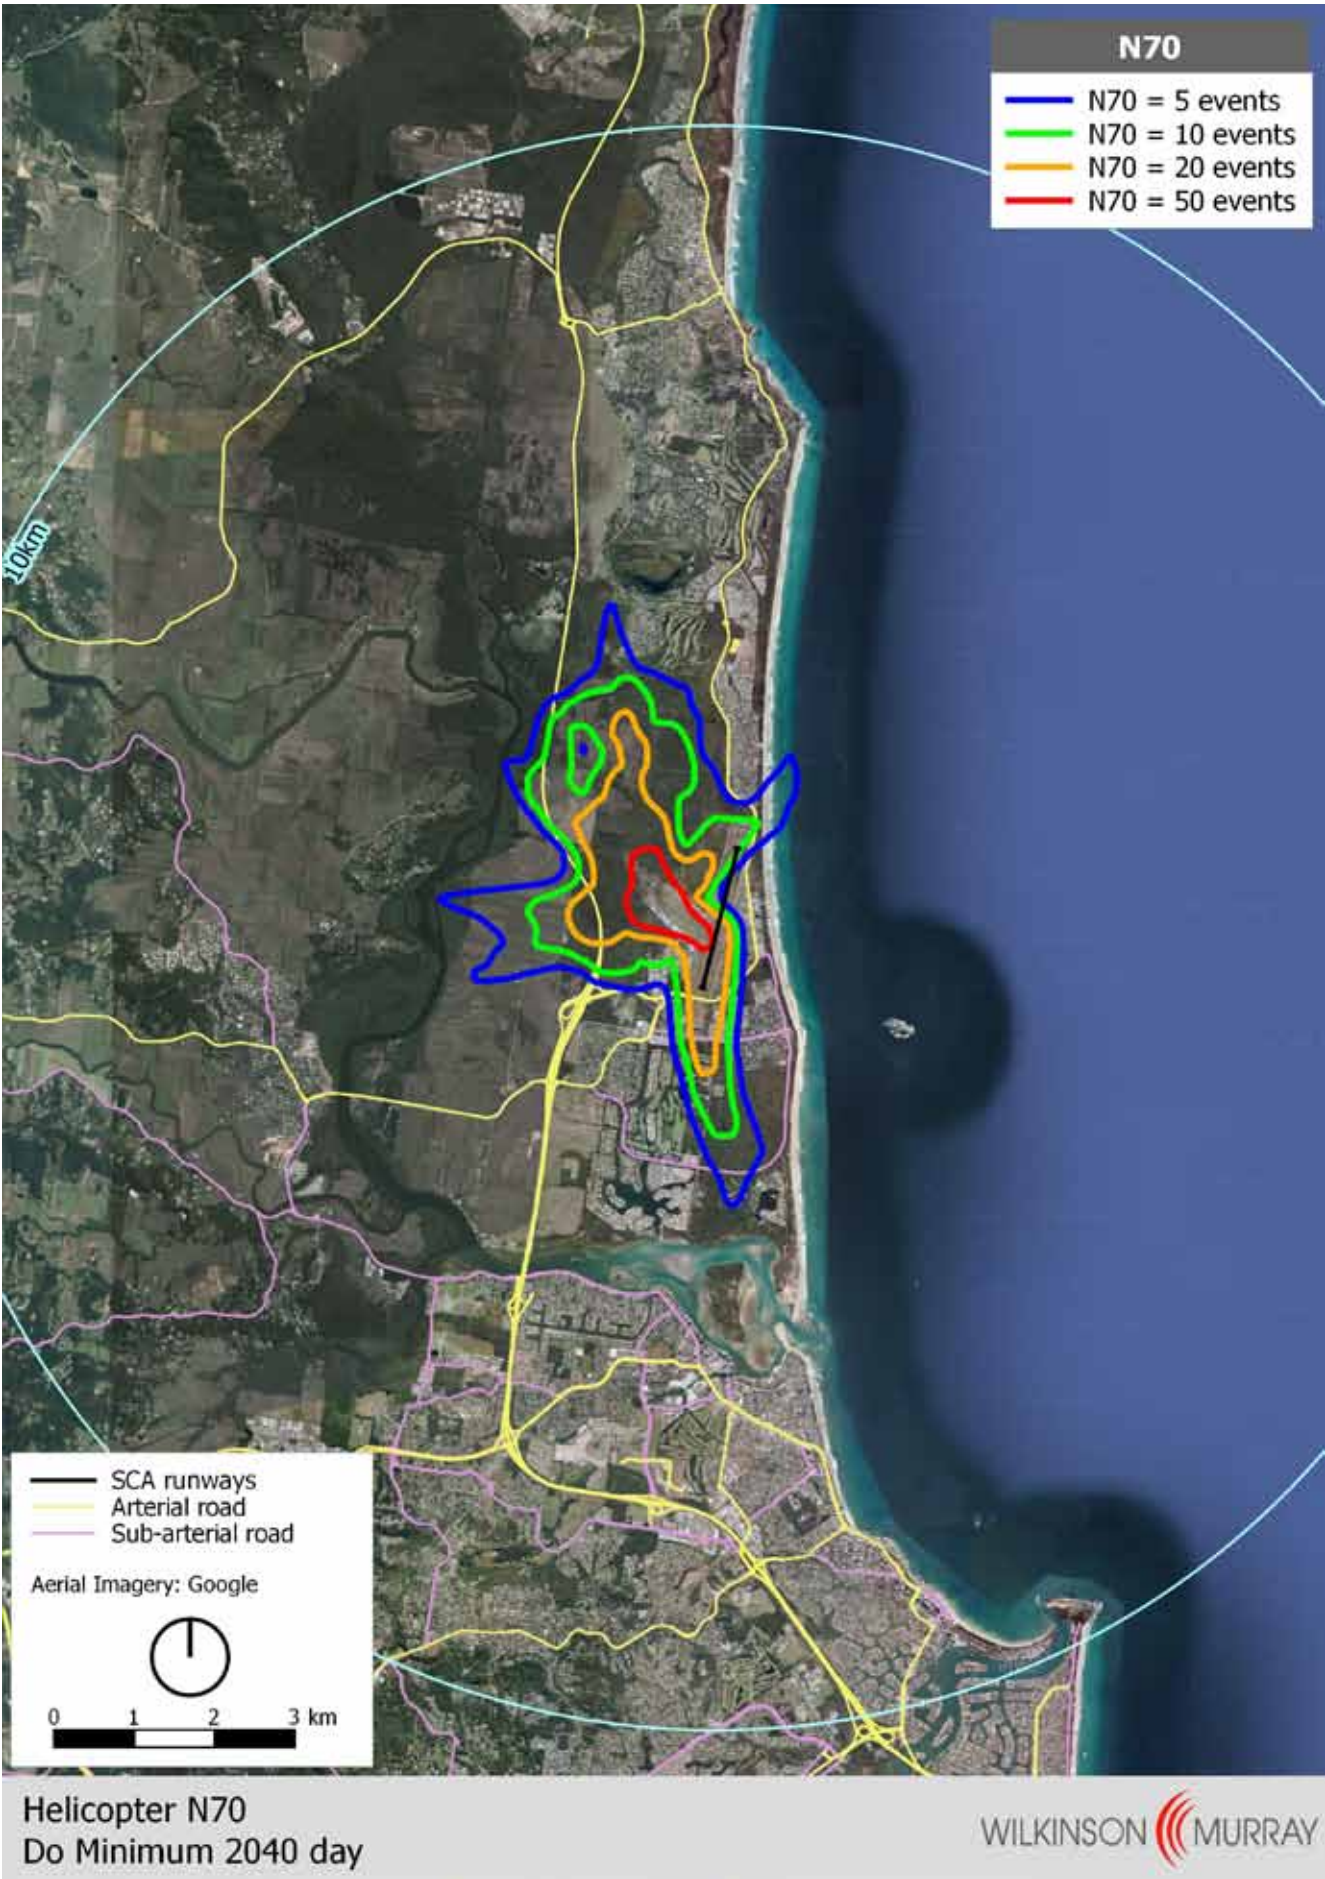 N70
N70 = 5 events
N70 = 10 events
N70 = 20 events
N70 = 50 events
10km
SCA runways
Arterial road
Sub-arterial road
Aerial Imagery: Google
0 1 2 3 km
Helicopter N70
Do Minimum 2040 day
WILKINSON MURRAY